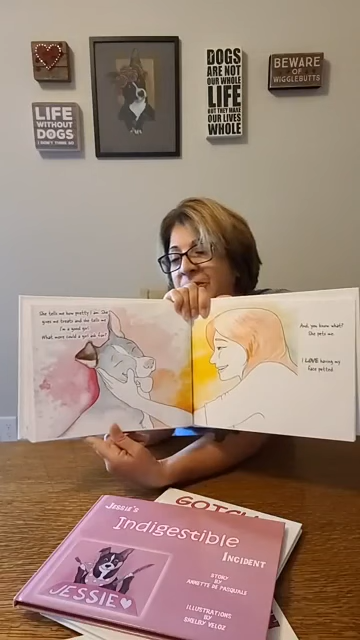 DOGS
ARE NOT
OUR WHOLE
LIFE
BUT THEY MAKE
OUR LIVES
WHOLE
BEWARE
OF
WIGGLEBUTTS
LIFE
WITHOUT
DOGS
I DON'T THINK SO
She tells me how pretty I am. She
gives me treats and she tells me
I'm a good girl.
What more could a girl ask for?
And, you know what?
She pets me.
I LOVE having my
face petted.
GOTCH
JESSIE'S
Indigestible
INCIDENT
STORY
BY
ANNETTE DE PASQUALE
ILLUSTRATIONS
BY
SHELBY VELOZ
JESSIE